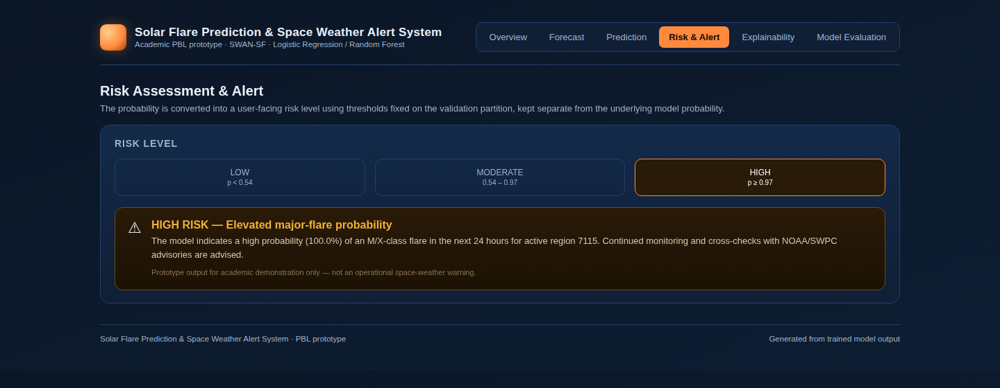 Solar Flare Prediction & Space Weather Alert System
Academic PBL prototype · SWAN-SF · Logistic Regression / Random Forest
Overview
Forecast
Prediction
Risk & Alert
Explainability
Model Evaluation
Risk Assessment & Alert
The probability is converted into a user-facing risk level using thresholds fixed on the validation partition, kept separate from the underlying model probability.
RISK LEVEL
LOW
p < 0.54
MODERATE
0.54 – 0.97
HIGH
p ≥ 0.97
⚠ HIGH RISK — Elevated major-flare probability
The model indicates a high probability (100.0%) of an M/X-class flare in the next 24 hours for active region 7115. Continued monitoring and cross-checks with NOAA/SWPC
advisories are advised.
Prototype output for academic demonstration only — not an operational space-weather warning.
Solar Flare Prediction & Space Weather Alert System · PBL prototype
Generated from trained model output